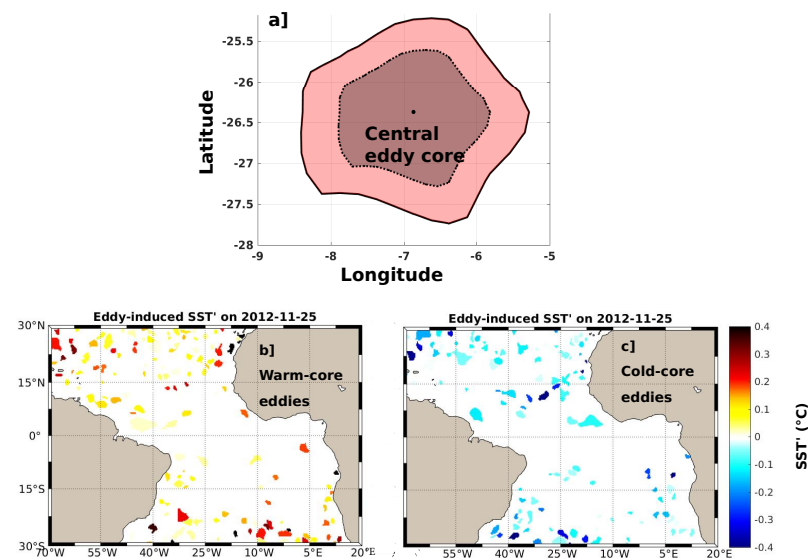 a]
-25.5
-26
-26.5
-27
-27.5
-28
Latitude
Central
eddy core
-9 -8 -7 -6 -5
Longitude
Eddy-induced SST' on 2012-11-25
30°N
15°N
0°
15°S
30°S
b]
Warm-core
eddies
70°W 55°W 40°W 25°W 10°W 5°E 20°E
Eddy-induced SST' on 2012-11-25
c]
Cold-core
eddies
55°W 40°W 25°W 10°W 5°E 20°E
0.4
0.3
0.2
0.1
0
-0.1
-0.2
-0.3
-0.4
SST' (°C)